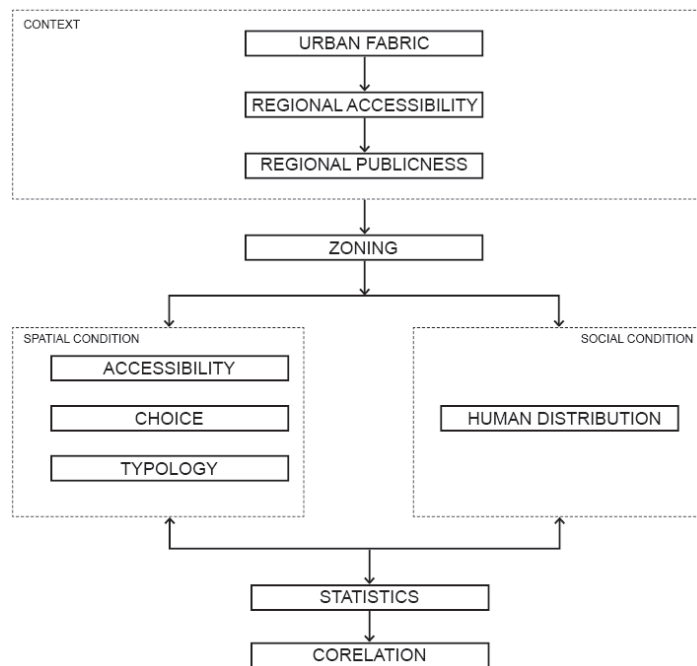 CONTEXT
URBAN FABRIC
REGIONAL ACCESSIBILITY
REGIONAL PUBLICNESS
ZONING
SPATIAL CONDITION
ACCESSIBILITY
CHOICE
TYPOLOGY
SOCIAL CONDITION
HUMAN DISTRIBUTION
STATISTICS
CORELATION